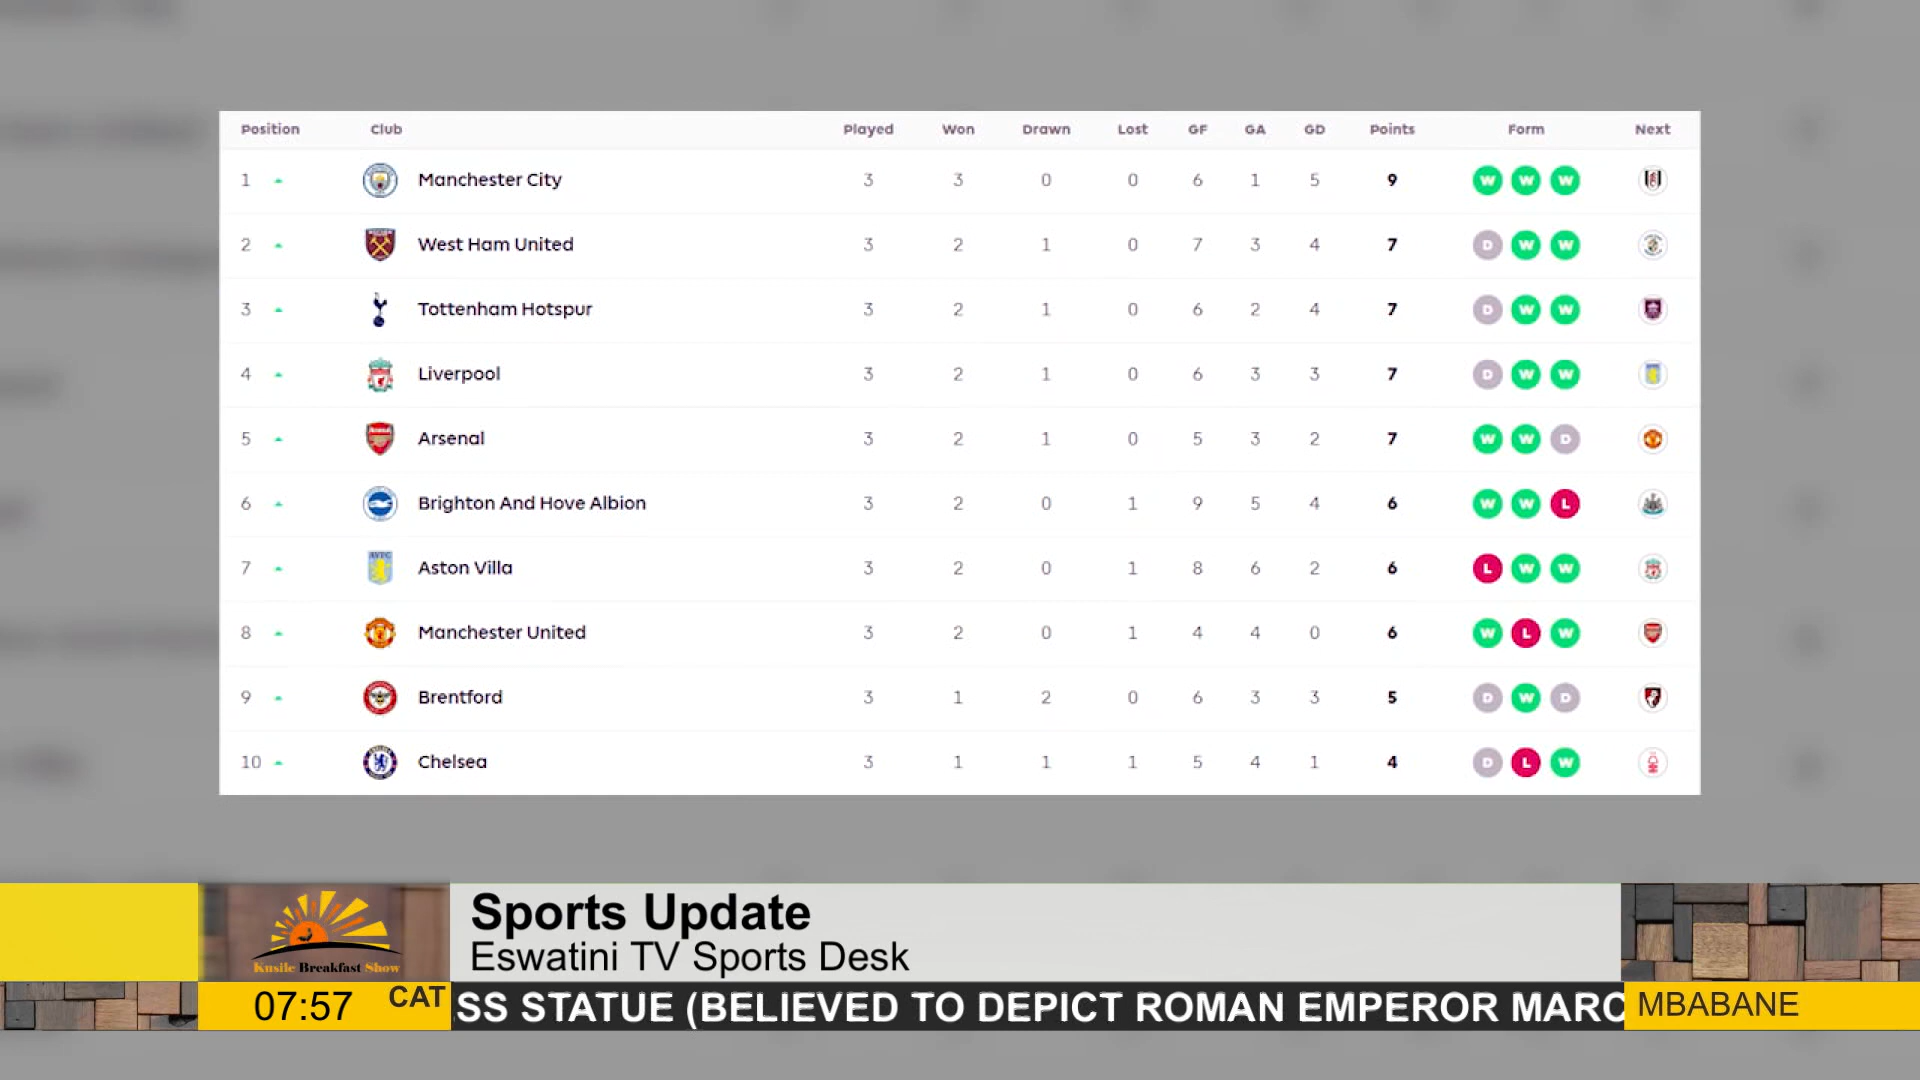 Position Club Played Won Drawn Lost GF GA GD Points Form Next
1 Manchester City 3 3 0 0 6 1 5 9 W W W
2 West Ham United 3 2 1 0 7 3 4 7 D W W
3 Tottenham Hotspur 3 2 1 0 6 2 4 7 D W W
4 Liverpool 3 2 1 0 6 3 3 7 D W W
5 Arsenal 3 2 1 0 5 3 2 7 W W D
6 Brighton And Hove Albion 3 2 0 1 9 5 4 6 W W L
7 Aston Villa 3 2 0 1 8 6 2 6 L W W
8 Manchester United 3 2 0 1 4 4 0 6 W L W
9 Brentford 3 1 2 0 6 3 3 5 D W D
10 Chelsea 3 1 1 1 5 4 1 4 D L W
Sports Update
Eswatini TV Sports Desk
Kusile Breakfast Show
07:57 CAT
SS STATUE (BELIEVED TO DEPICT ROMAN EMPEROR MARC
MBABANE